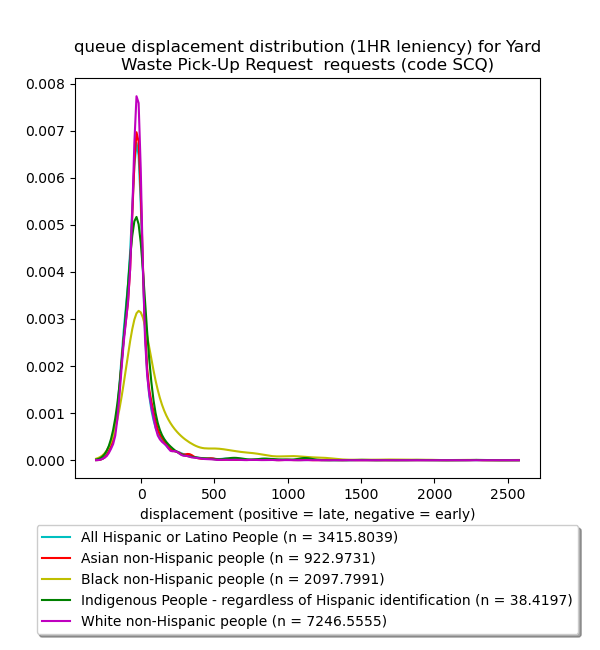 queue displacement distribution (1HR leniency) for Yard
Waste Pick-Up Request  requests (code SCQ)
0.008
0.007
0.006
0.005
0.004
0.003
0.002
0.001
0.000
0 500 1000 1500 2000 2500
displacement (positive = late, negative = early)
All Hispanic or Latino People (n = 3415.8039)
Asian non-Hispanic people (n = 922.9731)
Black non-Hispanic people (n = 2097.7991)
Indigenous People - regardless of Hispanic identification (n = 38.4197)
White non-Hispanic people (n = 7246.5555)